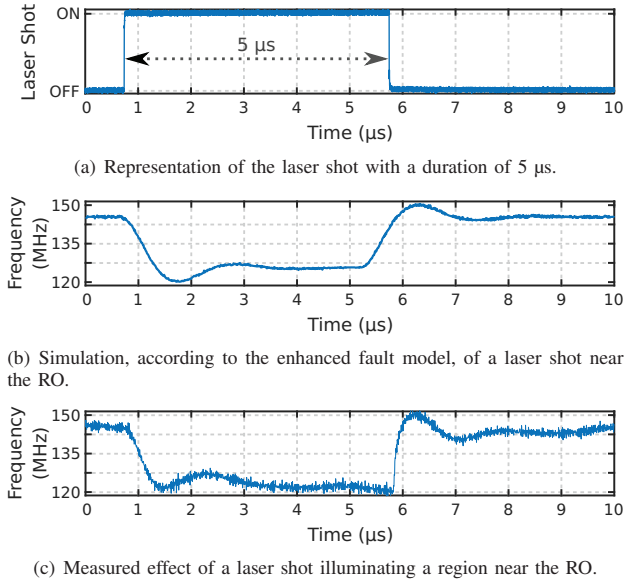 Laser Shot
ON
5 µs
OFF
0 1 2 3 4 5 6 7 8 9 10
Time (µs)
(a) Representation of the laser shot with a duration of 5 µs.
Frequency
(MHz)
150
135
120
0 1 2 3 4 5 6 7 8 9 10
Time (µs)
(b) Simulation, according to the enhanced fault model, of a laser shot near
the RO.
Frequency
(MHz)
150
135
120
0 1 2 3 4 5 6 7 8 9 10
Time (µs)
(c) Measured effect of a laser shot illuminating a region near the RO.